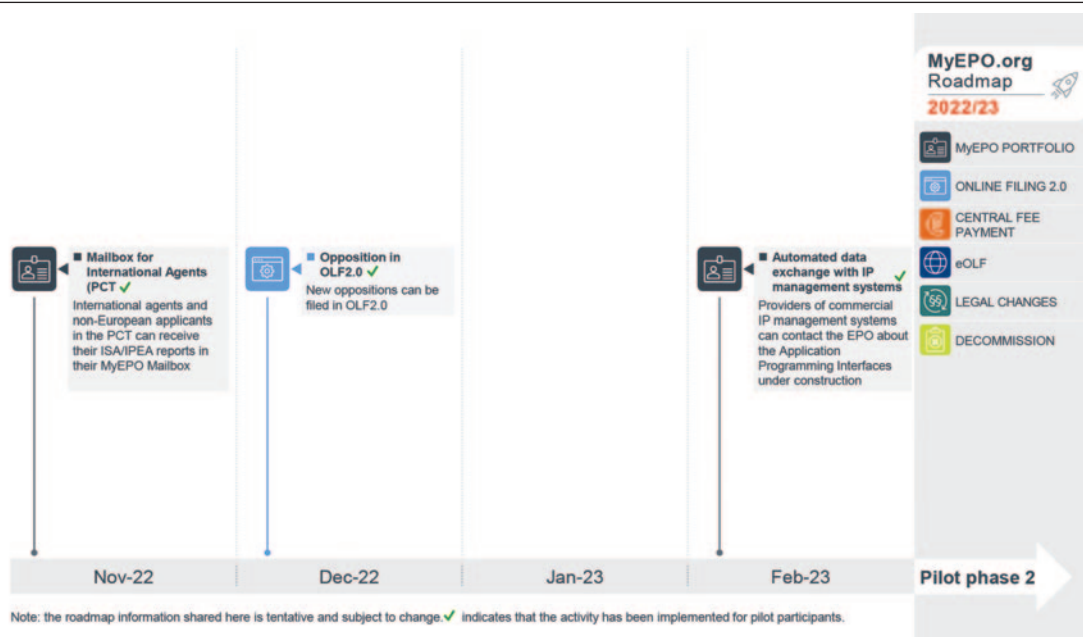 MyEPO.org
Roadmap
2022/23
MyEPO PORTFOLIO
ONLINE FILING 2.0
CENTRAL FEE
PAYMENT
eOLF
LEGAL CHANGES
DECOMMISSION
■ Mailbox for
International Agents
(PCT ✓
International agents and
non-European applicants
in the PCT can receive
their ISA/IPEA reports in
their MyEPO Mailbox
■ Opposition in
OLF2.0 ✓
New oppositions can be
filed in OLF2.0
■ Automated data
exchange with IP
management systems ✓
Providers of commercial
IP management systems
can contact the EPO about
the Application
Programming Interfaces
under construction
Nov-22
Dec-22
Jan-23
Feb-23
Pilot phase 2
Note: the roadmap information shared here is tentative and subject to change.✓ indicates that the activity has been implemented for pilot participants.